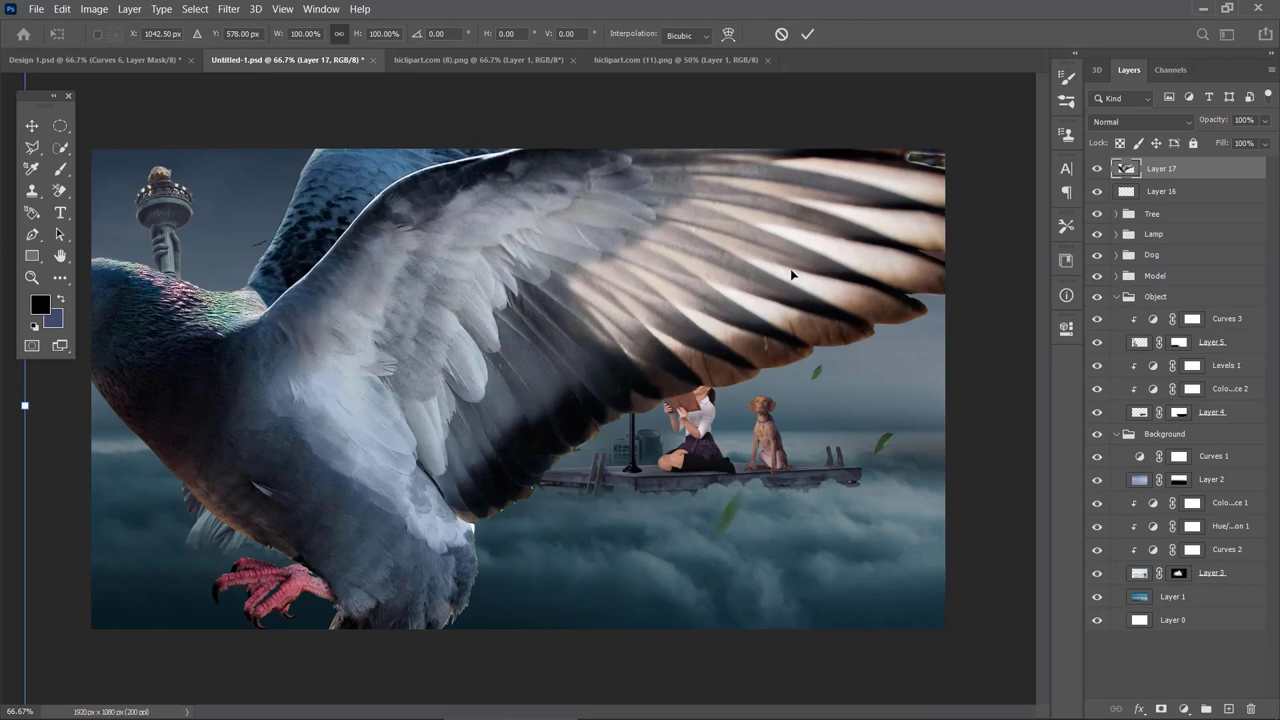 Ps File Edit Image Layer Type Select Filter 3D View Window Help
X: 1042.50 px Y: 578.00 px W: 100.00% H: 100.00% 0.00 ° H: 0.00 ° V: 0.00 ° Interpolation: Bicubic
Design 1.psd @ 66.7% (Curves 6, Layer Mask/8) * × Untitled-1.psd @ 66.7% (Layer 17, RGB/8) * × hiclipart.com (8).png @ 66.7% (Layer 1, RGB/8*) × hiclipart.com (11).png @ 50% (Layer 1, RGB/8) ×
3D Layers Channels
Kind
Normal Opacity: 100%
Lock: Fill: 100%
Layer 17
Layer 16
Tree
Lamp
Dog
Model
Object
Curves 3
Layer 5
Levels 1
Colo...ce 2
Layer 4
Background
Curves 1
Layer 2
Colo...ce 1
Hue/...on 1
Curves 2
Layer 3
Layer 1
Layer 0
66.67% 1920 px x 1080 px (200 ppi)